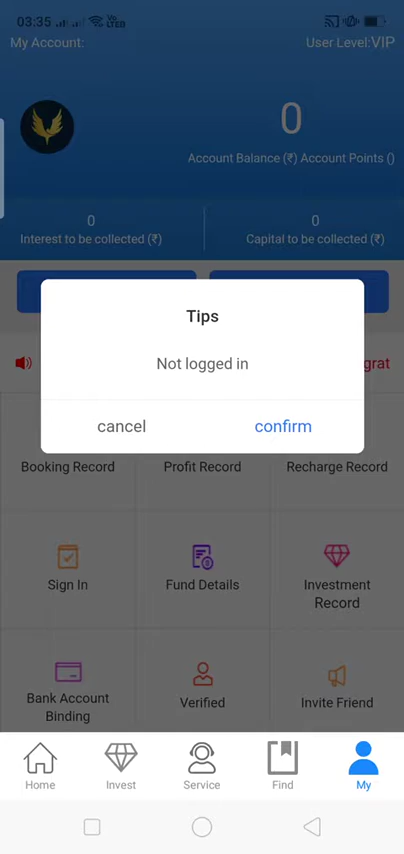 03:35
Vo LTED
My Account:
User Level:VIP
0
Account Balance (₹) Account Points ()
0
0
Interest to be collected (₹)
Capital to be collected (₹)
Tips
grat
Not logged in
cancel
confirm
Booking Record
Profit Record
Recharge Record
Sign In
Fund Details
Investment
Record
Bank Account
Binding
Verified
Invite Friend
Home
Invest
Service
Find
My